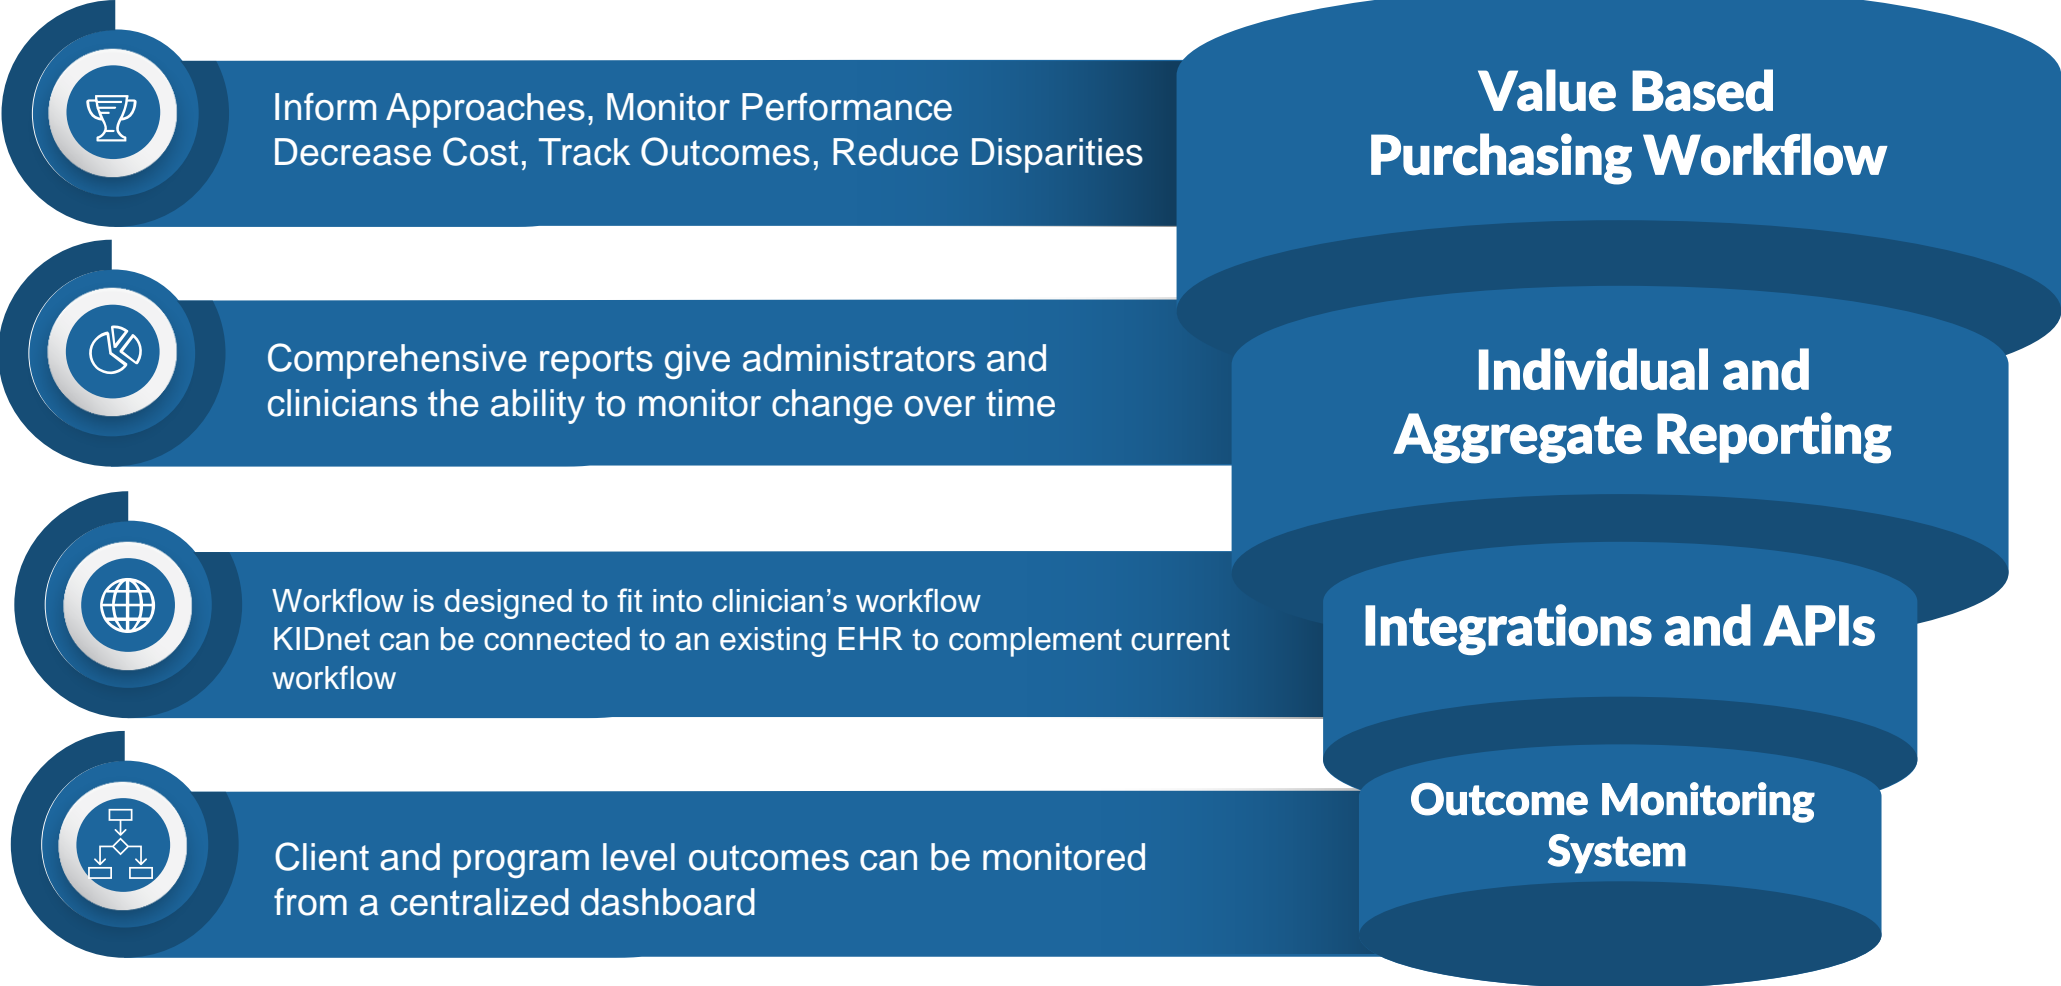 Inform Approaches, Monitor Performance
Decrease Cost, Track Outcomes, Reduce Disparities
Value Based
Purchasing Workflow
Comprehensive reports give administrators and
clinicians the ability to monitor change over time
Individual and
Aggregate Reporting
Workflow is designed to fit into clinician’s workflow
KIDnet can be connected to an existing EHR to complement current
workflow
Integrations and APIs
Client and program level outcomes can be monitored
from a centralized dashboard
Outcome Monitoring
System